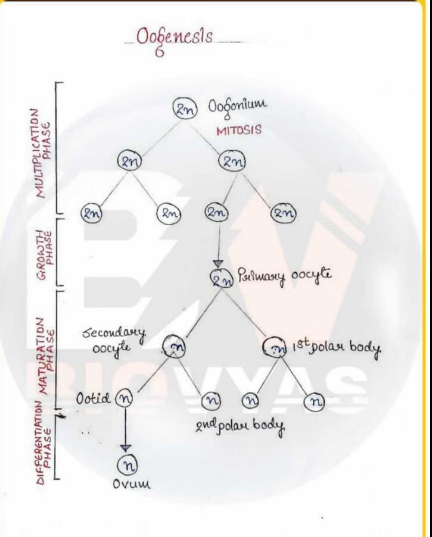 Oogenesis
2n Oogonium
MITOSIS
MULTIPLICATION
PHASE
2n 2n
2n 2n 2n 2n
GROWTH
PHASE
2n Primary oocyte
MATURATION
PHASE
Secondary
oocyte
n
n 1st polar body
Ootid n n n n
2nd polar body
DIFFERENTIATION
PHASE
n
Ovum
BIOVYAS